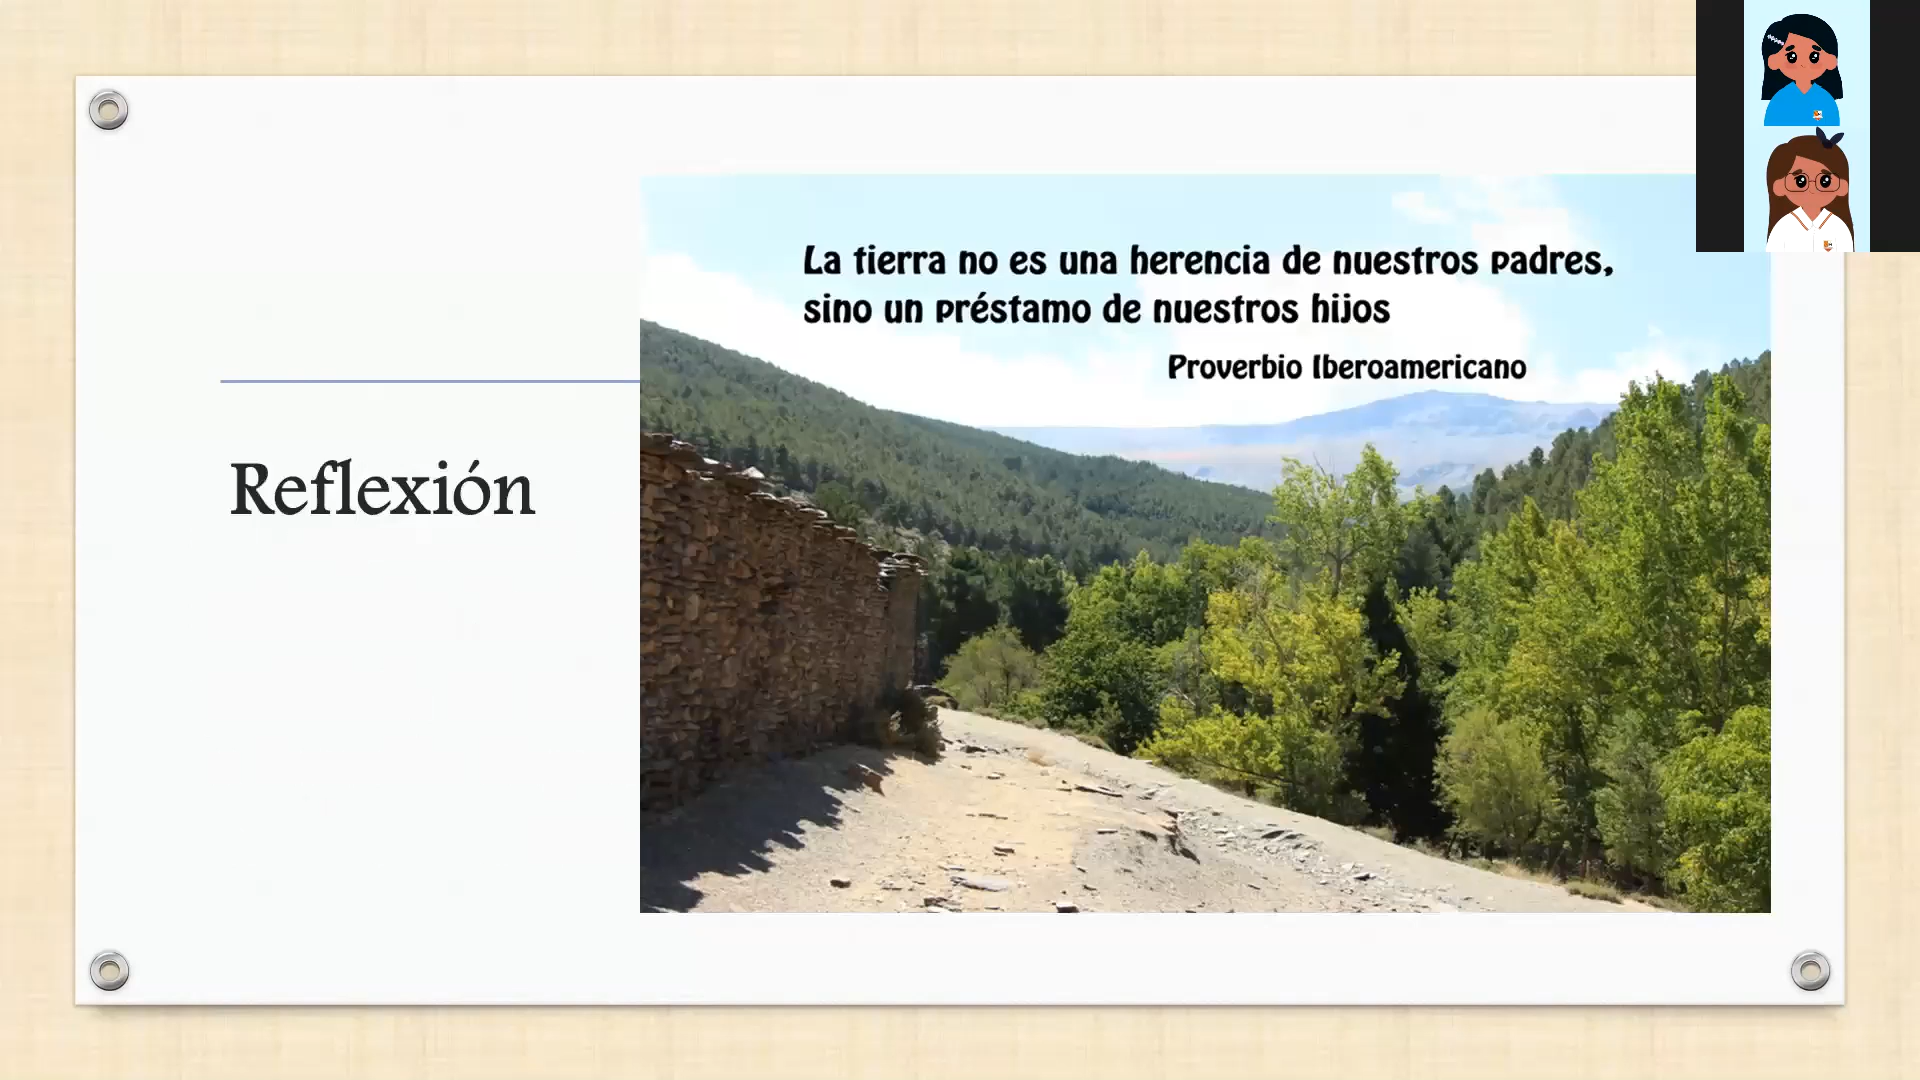 La tierra no es una herencia de nuestros padres,
sino un préstamo de nuestros hijos
Proverbio Iberoamericano
Reflexión